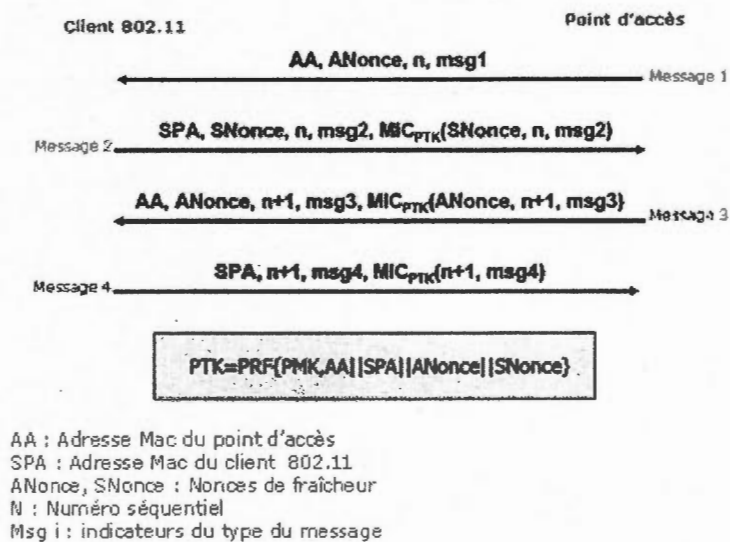 Client 802.11
Point d'accès
AA, ANonce, n, msg1
Message 1
SPA, SNonce, n, msg2, MIC_PTK(SNonce, n, msg2)
Message 2
AA, ANonce, n+1, msg3, MIC_PTK(ANonce, n+1, msg3)
Message 3
SPA, n+1, msg4, MIC_PTK(n+1, msg4)
Message 4
PTK=PRF{PMK,AA||SPA||ANonce||SNonce}
AA : Adresse Mac du point d'accès
SPA : Adresse Mac du client 802.11
ANonce, SNonce : Nonces de fraîcheur
N : Numéro séquentiel
Msg i : indicateurs du type du message